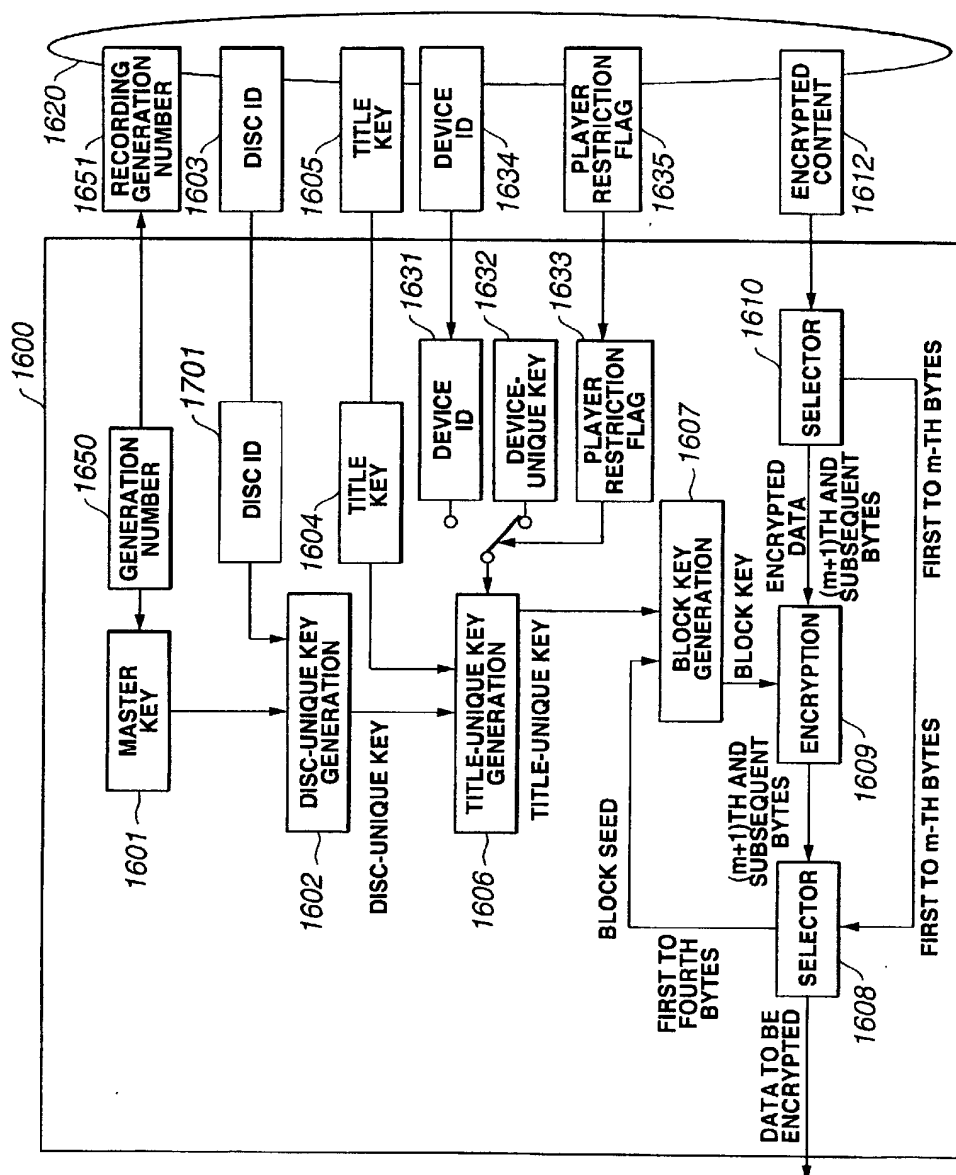 1620
1651
RECORDING
GENERATION
NUMBER
1603
DISC ID
1605
TITLE
KEY
DEVICE
ID
1634
PLAYER
RESTRICTION
FLAG
1635
ENCRYPTED
CONTENT
1612
1600
1650
GENERATION
NUMBER
1701
DISC ID
1604
TITLE
KEY
1631
DEVICE
ID
1632
DEVICE-
UNIQUE KEY
1633
PLAYER
RESTRICTION
FLAG
1610
SELECTOR
MASTER
KEY
1601
DISC-UNIQUE KEY
GENERATION
1602
DISC-UNIQUE KEY
TITLE-UNIQUE KEY
GENERATION
1606
TITLE-UNIQUE KEY
1607
BLOCK KEY
GENERATION
BLOCK KEY
ENCRYPTED
DATA
(m+1)TH AND
SUBSEQUENT
BYTES
FIRST TO m-TH BYTES
ENCRYPTION
1609
(m+1)TH AND
SUBSEQUENT
BYTES
BLOCK SEED
FIRST TO
FOURTH
BYTES
SELECTOR
1608
FIRST TO m-TH BYTES
DATA TO BE
ENCRYPTED